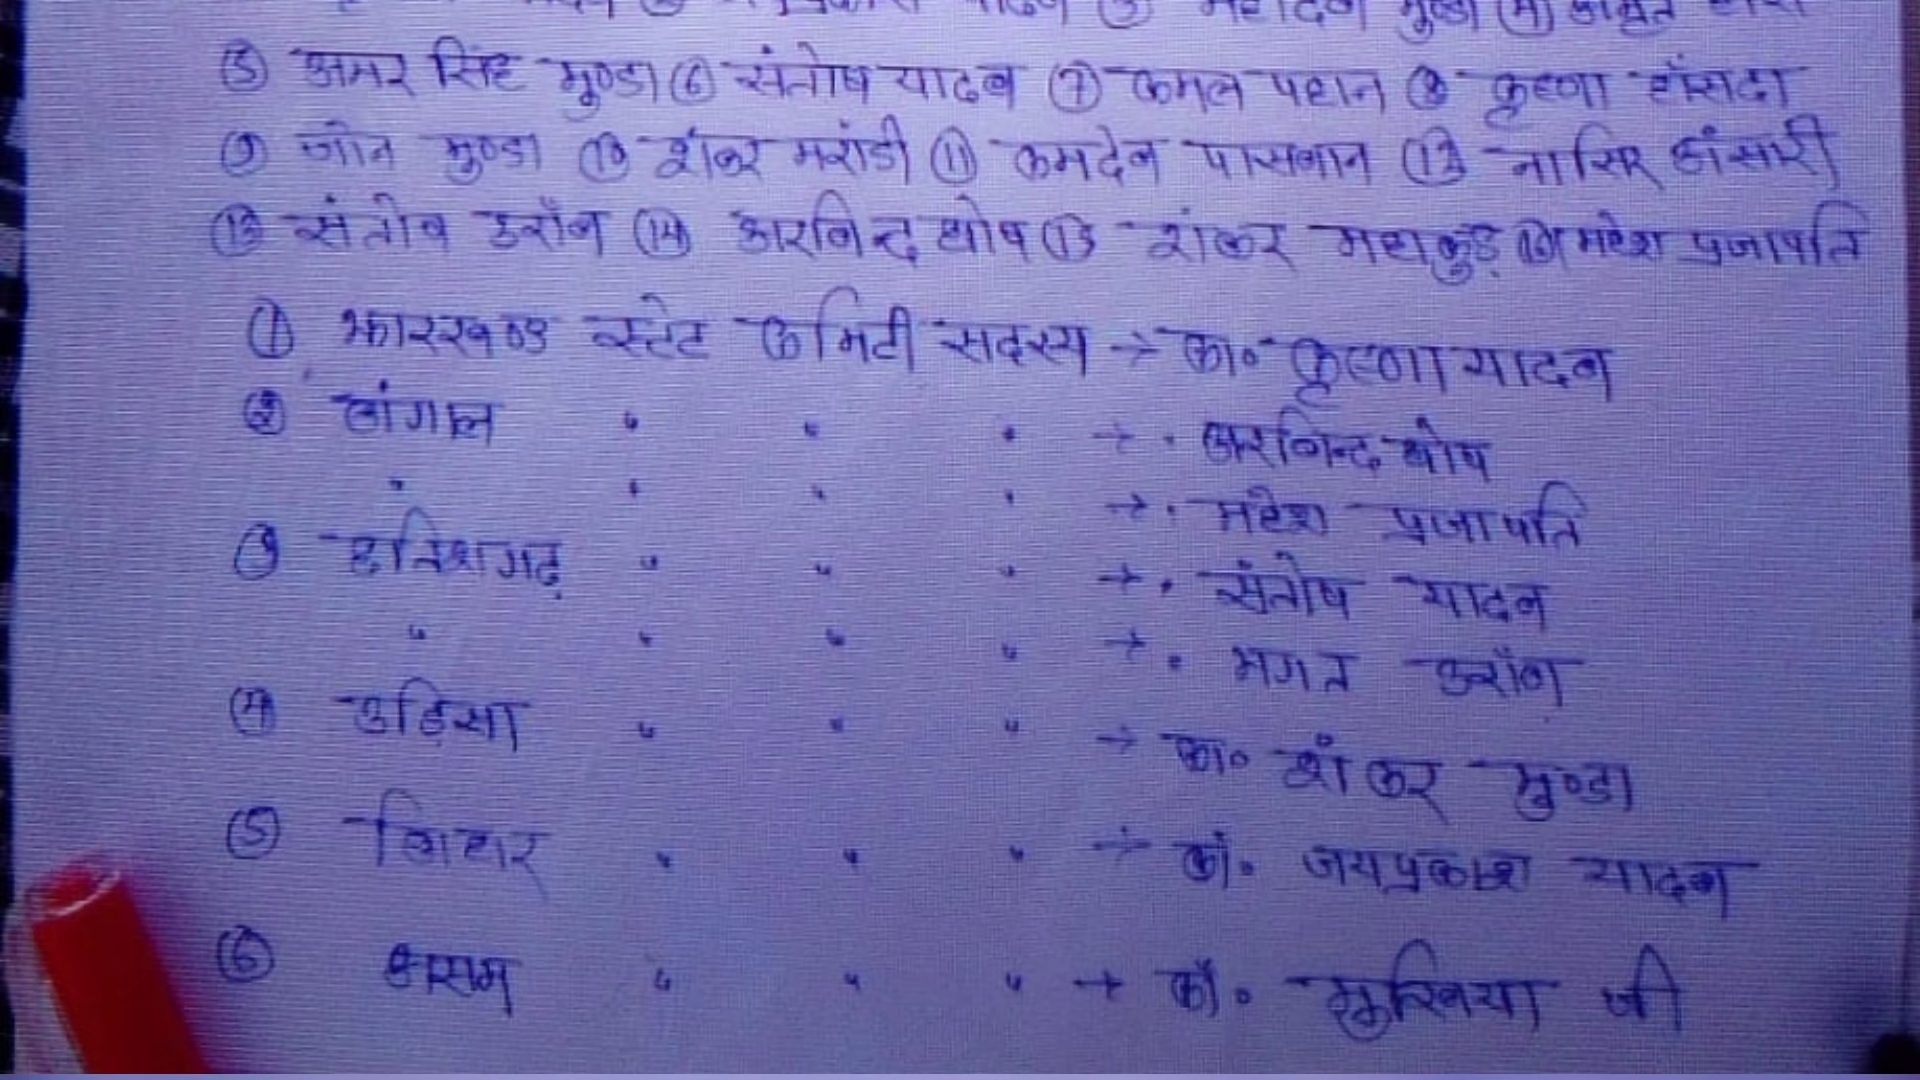 ⑤ अमर सिंह मुण्डा ⑥ संतोष यादव ⑦ कमल पहान ⑧ कृष्णा हाँसदा
⑨ जीत मुण्डा ⑩ शंकर मरांडी ⑪ कमदेव पासवान ⑫ नासिर अंसारी
⑬ संतोष उराँव ⑭ अरविन्द घोष ⑮ शंकर महाकुड़ ⑯ महेश प्रजापति
① झारखण्ड स्टेट कमिटी सदस्य → का० कृष्णा यादव
② बंगाल " " " → " अरविन्द घोष
" " " " → " महेश प्रजापति
③ छतिशगढ़ " " " → " संतोष यादव
" " " " → " भगत उराँव
④ उड़िसा " " " → का० शंकर मुण्डा
⑤ बिहार " " " → कॉ० जयप्रकाश यादव
⑥ असम " " " → कॉ० मुखिया जी